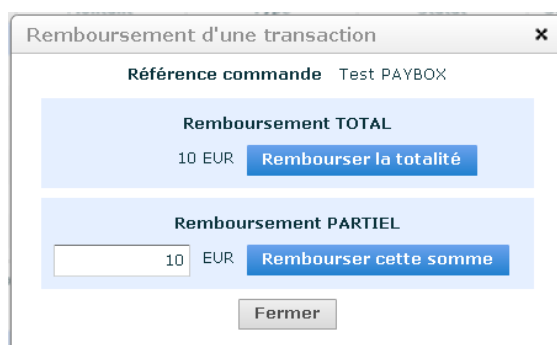 Remboursement d'une transaction ×
Référence commande Test PAYBOX
Remboursement TOTAL
10 EUR Rembourser la totalité
Remboursement PARTIEL
10 EUR Rembourser cette somme
Fermer